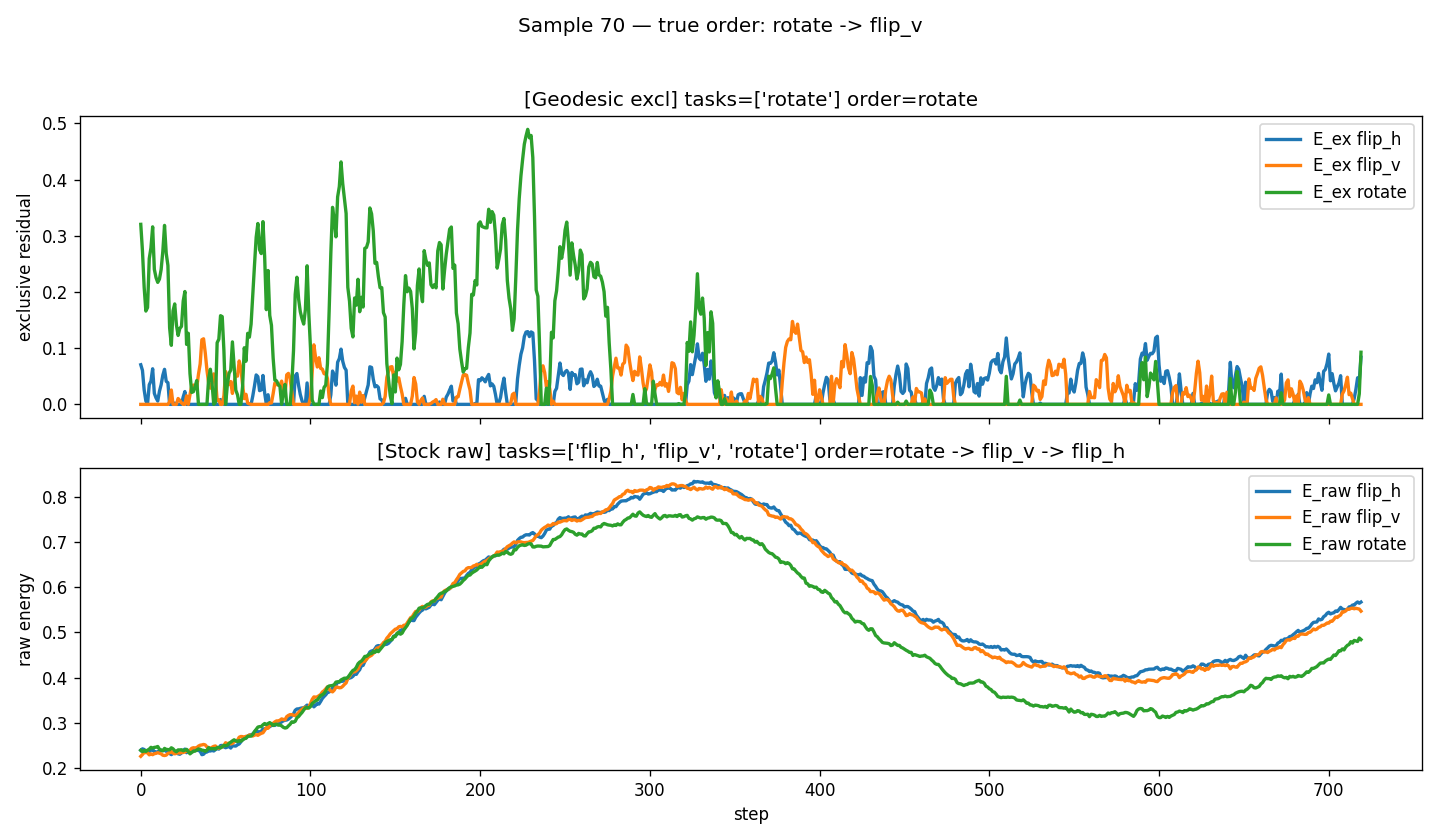 Sample 70 — true order: rotate -> flip_v
[Geodesic excl] tasks=['rotate'] order=rotate
exclusive residual
0.5
0.4
0.3
0.2
0.1
0.0
E_ex flip_h
E_ex flip_v
E_ex rotate
[Stock raw] tasks=['flip_h', 'flip_v', 'rotate'] order=rotate -> flip_v -> flip_h
raw energy
0.8
0.7
0.6
0.5
0.4
0.3
0.2
E_raw flip_h
E_raw flip_v
E_raw rotate
0 100 200 300 400 500 600 700
step